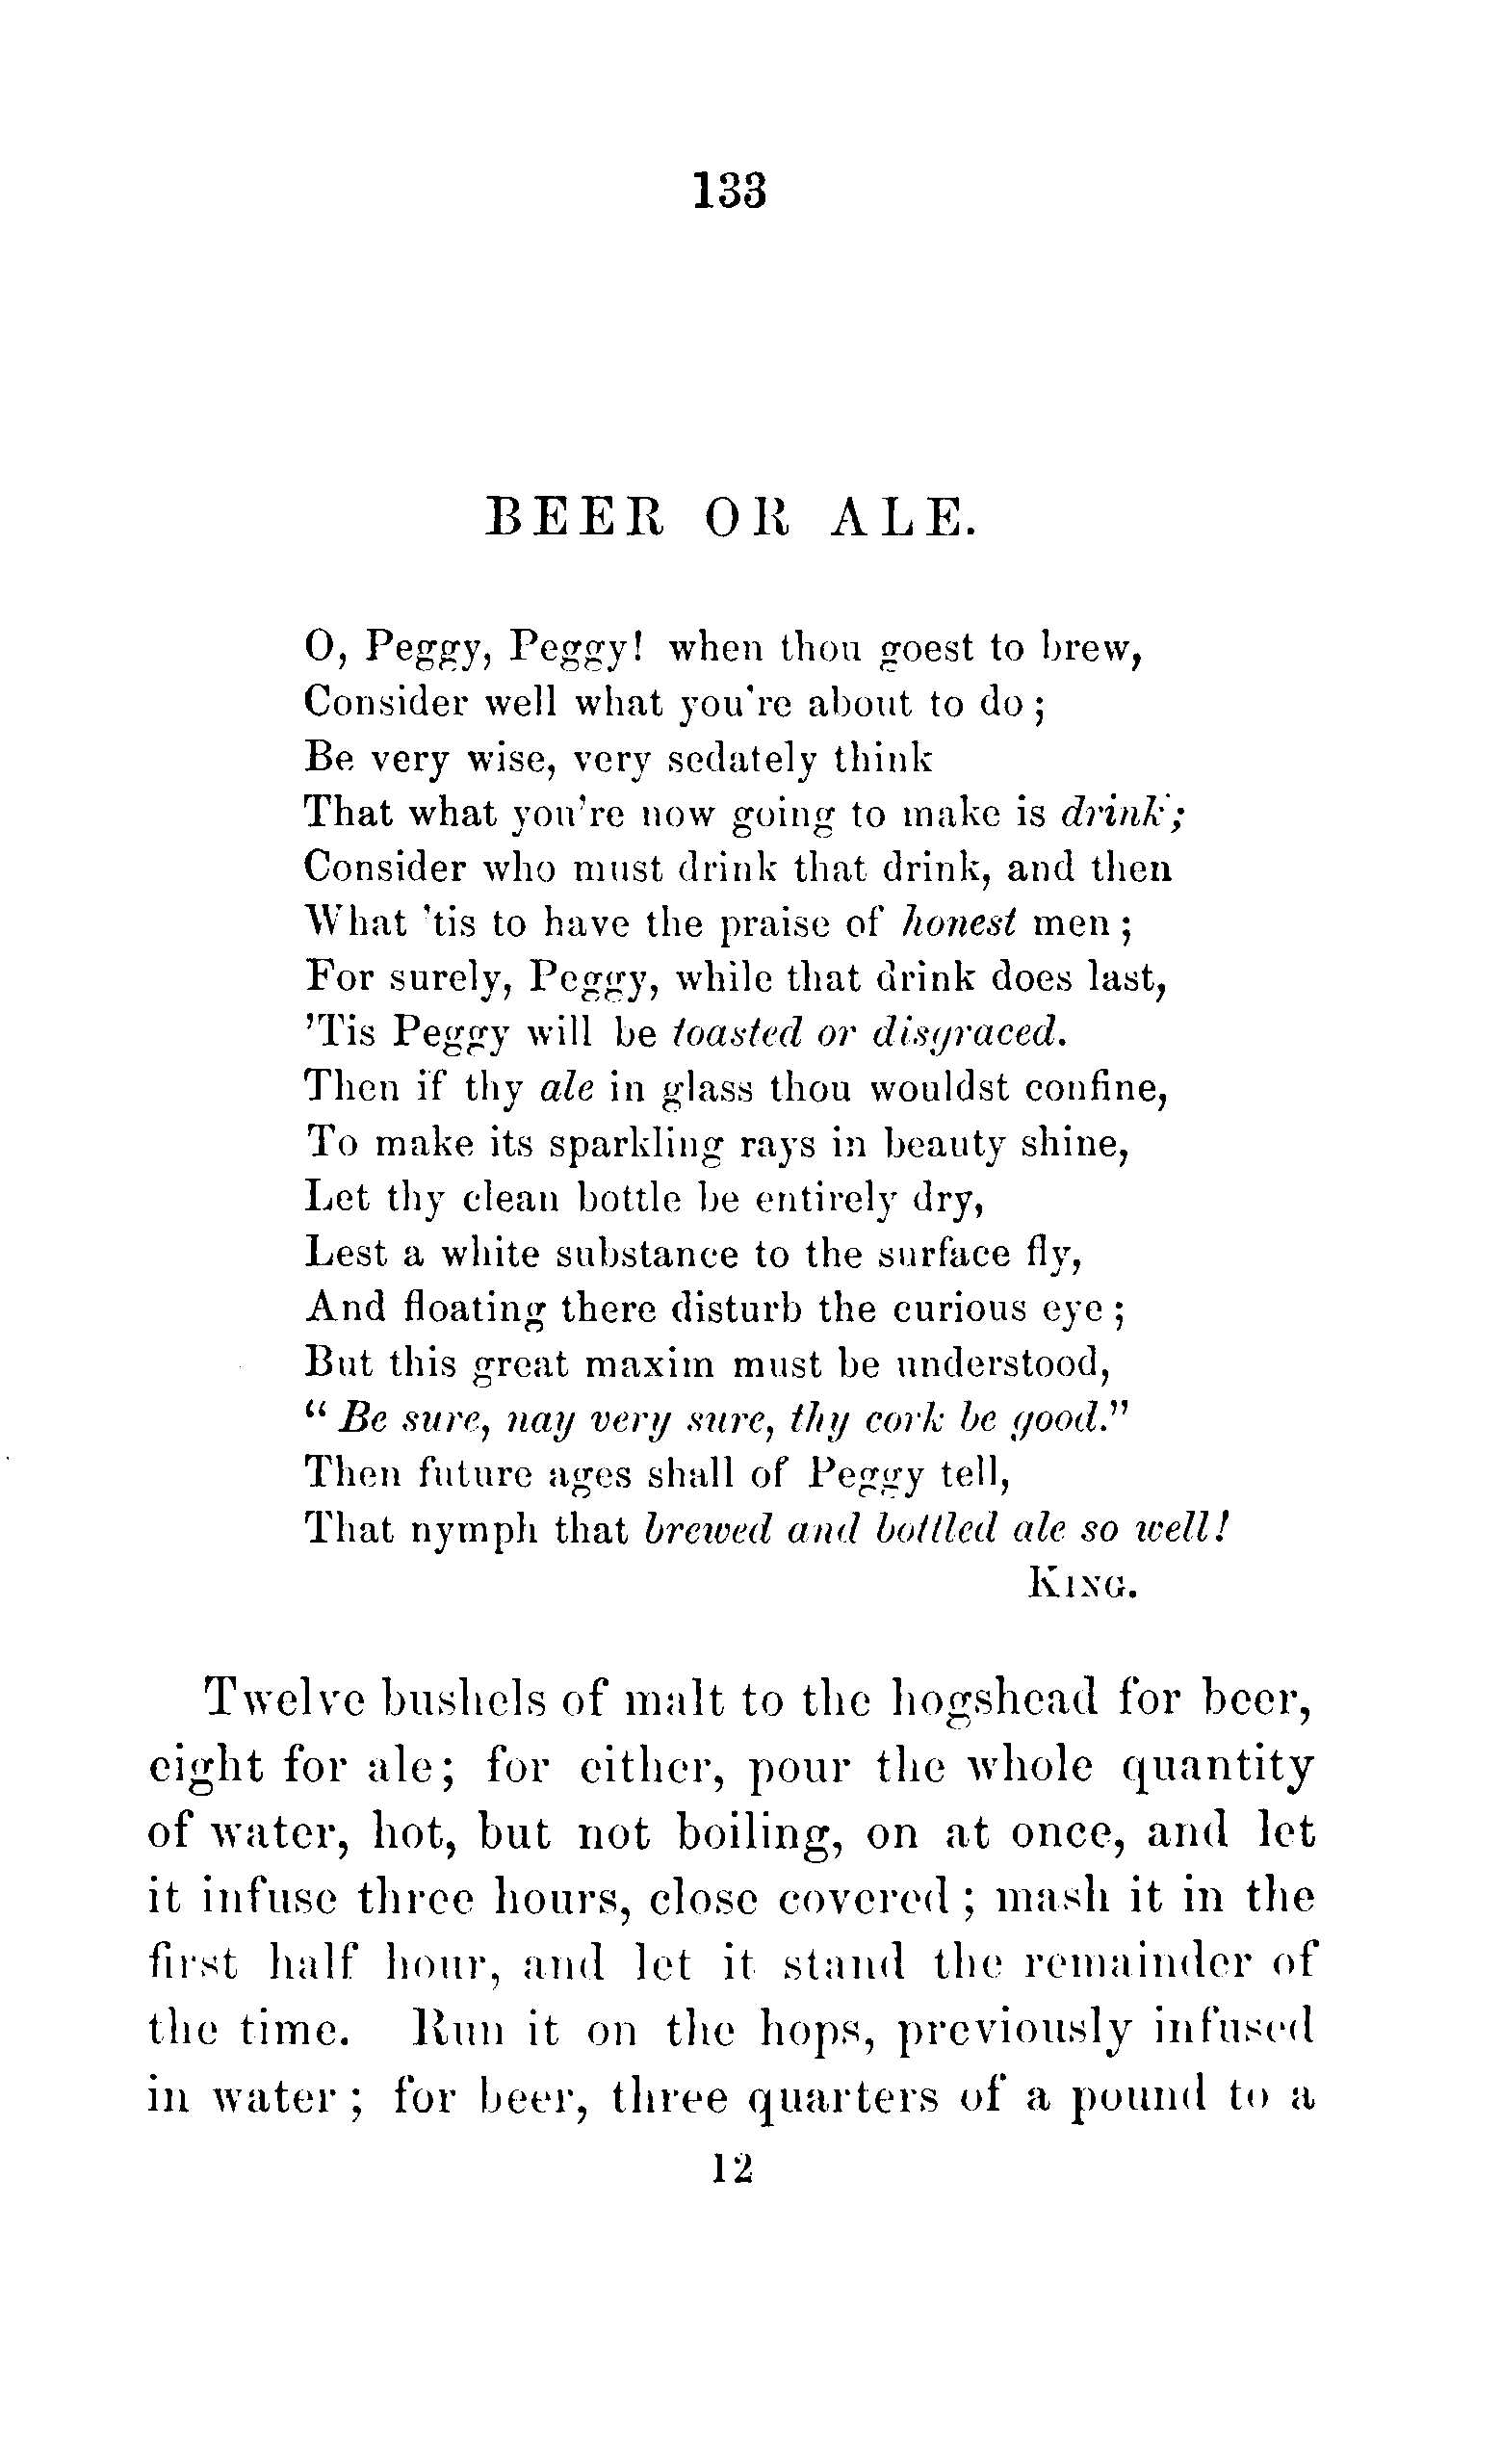 133
BEER OR ALE.
O, Peggy, Peggy! when thou goest to brew,
Consider well what you're about to do;
Be very wise, very sedately think
That what you're now going to make is drink;
Consider who must drink that drink, and then
What 'tis to have the praise of honest men;
For surely, Peggy, while that drink does last,
'Tis Peggy will be toasted or disgraced.
Then if thy ale in glass thou wouldst confine,
To make its sparkling rays in beauty shine,
Let thy clean bottle be entirely dry,
Lest a white substance to the surface fly,
And floating there disturb the curious eye;
But this great maxim must be understood,
"Be sure, nay very sure, thy cork be good."
Then future ages shall of Peggy tell,
That nymph that brewed and bottled ale so well!
KING.
Twelve bushels of malt to the hogshead for beer,
eight for ale; for either, pour the whole quantity
of water, hot, but not boiling, on at once, and let
it infuse three hours, close covered; mash it in the
first half hour, and let it stand the remainder of
the time. Run it on the hops, previously infused
in water; for beer, three quarters of a pound to a
12